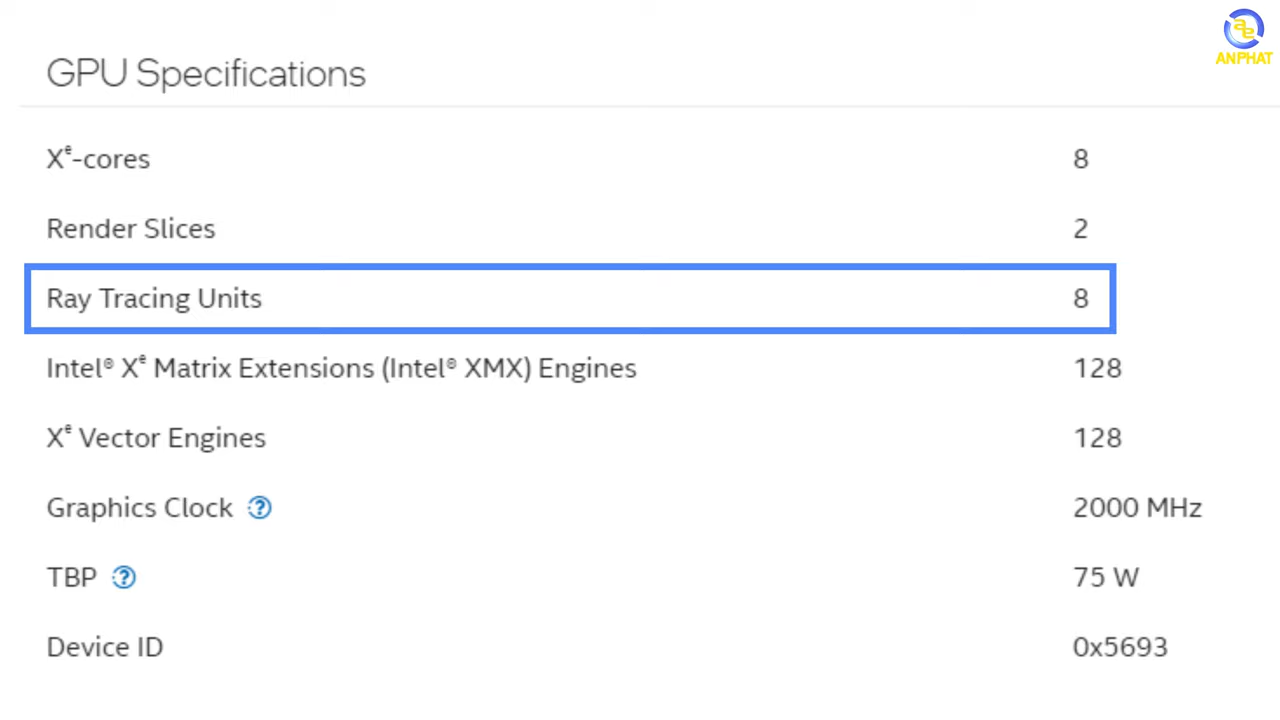 ANPHAT
GPU Specifications
Xᵉ-cores 8
Render Slices 2
Ray Tracing Units 8
Intel® Xᵉ Matrix Extensions (Intel® XMX) Engines 128
Xᵉ Vector Engines 128
Graphics Clock ? 2000 MHz
TBP ? 75 W
Device ID 0x5693